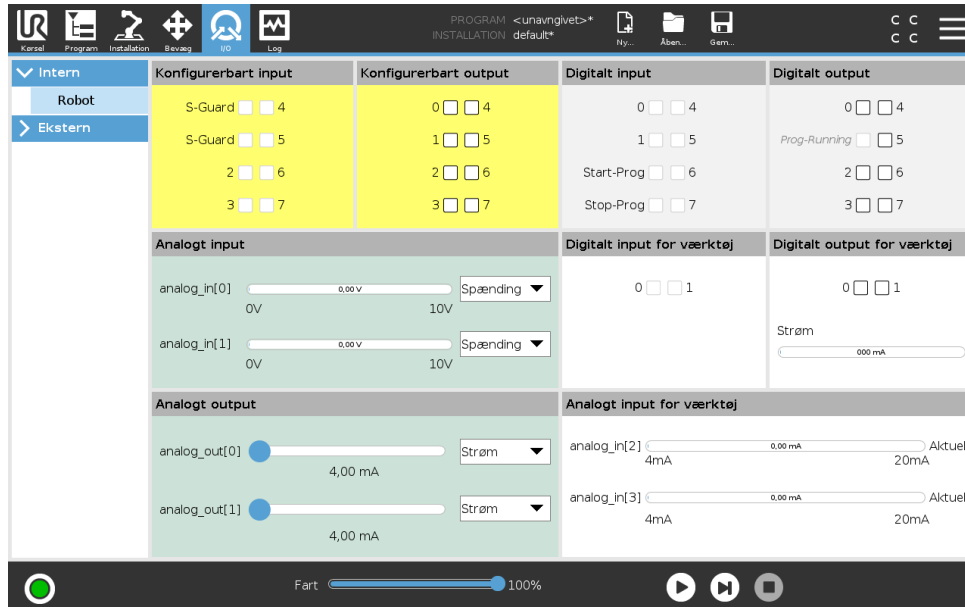 PROGRAM <unavngivet>*
INSTALLATION default*
Kørsel Program Installation Bevæg I/O Log Ny... Åben... Gem...
C C
C C
Intern
Robot
Ekstern
Konfigurerbart input
S-Guard 4
S-Guard 5
2 6
3 7
Konfigurerbart output
0 4
1 5
2 6
3 7
Digitalt input
0 4
1 5
Start-Prog 6
Stop-Prog 7
Digitalt output
0 4
Prog-Running 5
2 6
3 7
Analogt input
analog_in[0] 0,00 V Spænding
0V 10V
analog_in[1] 0,00 V Spænding
0V 10V
Digitalt input for værktøj
0 1
Digitalt output for værktøj
0 1
Strøm
000 mA
Analogt output
analog_out[0] Strøm
4,00 mA
analog_out[1] Strøm
4,00 mA
Analogt input for værktøj
analog_in[2] 0,00 mA Aktuel
4mA 20mA
analog_in[3] 0,00 mA Aktuel
4mA 20mA
Fart 100%